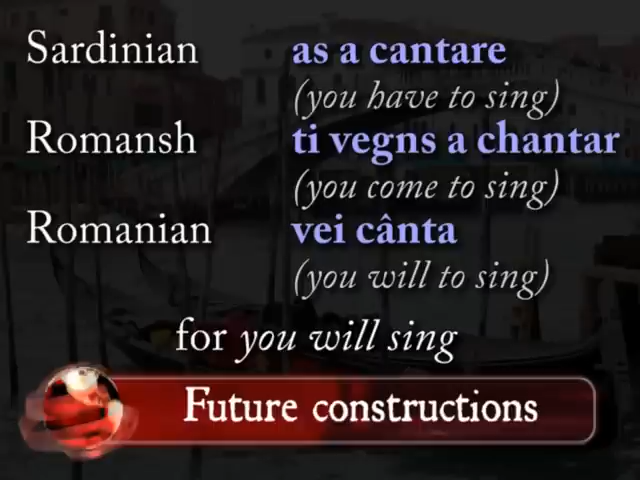 Sardinian as a cantare
(you have to sing)
Romansh ti vegns a chantar
(you come to sing)
Romanian vei cânta
(you will to sing)
for you will sing
Future constructions